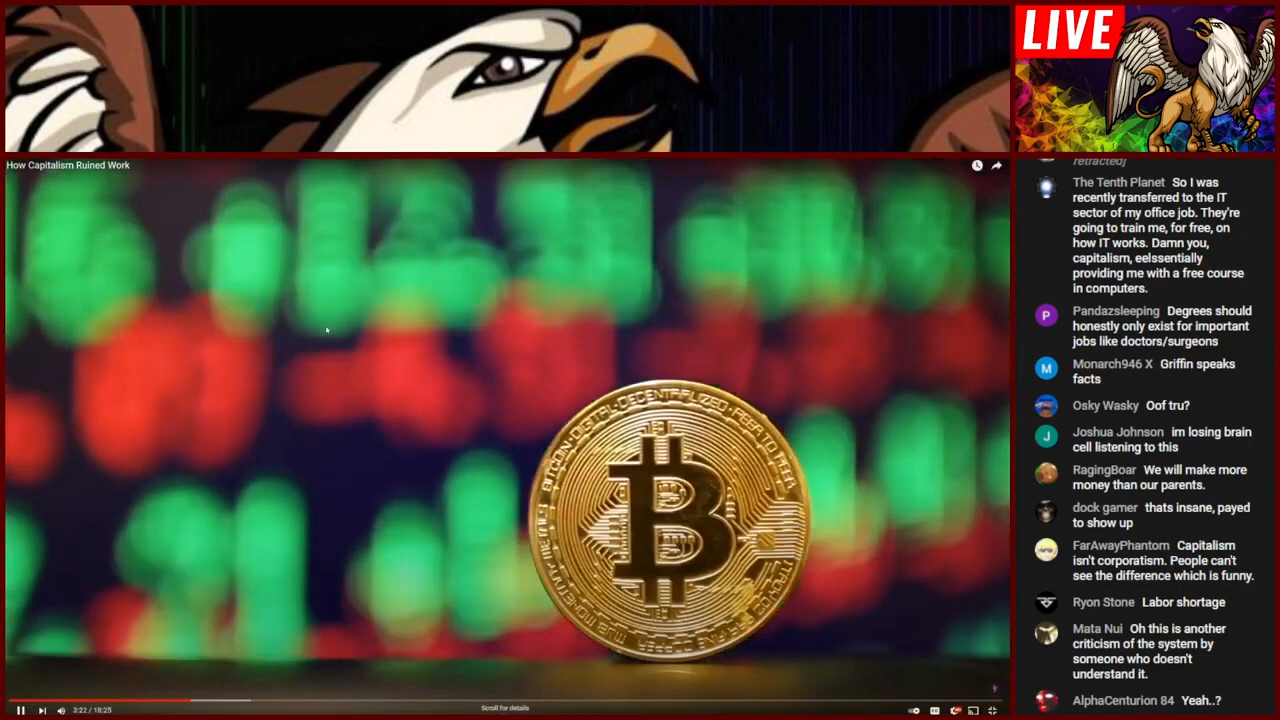 LIVE
How Capitalism Ruined Work
BITCOIN·DIGITAL·DECENTRALIZED·PEER TO PEER
3:22 / 18:25
Scroll for details
retracted]
The Tenth Planet So I was
recently transferred to the IT
sector of my office job. They're
going to train me, for free, on
how IT works. Damn you,
capitalism, eelssentially
providing me with a free course
in computers.
P
Pandazsleeping Degrees should
honestly only exist for important
jobs like doctors/surgeons
M
Monarch946 X Griffin speaks
facts
Osky Wasky Oof tru?
J
Joshua Johnson im losing brain
cell listening to this
RagingBoar We will make more
money than our parents.
dock gamer thats insane, payed
to show up
FarAwayPhantom Capitalism
isn't corporatism. People can't
see the difference which is funny.
Ryon Stone Labor shortage
Mata Nui Oh this is another
criticism of the system by
someone who doesn't
understand it.
AlphaCenturion 84 Yeah..?